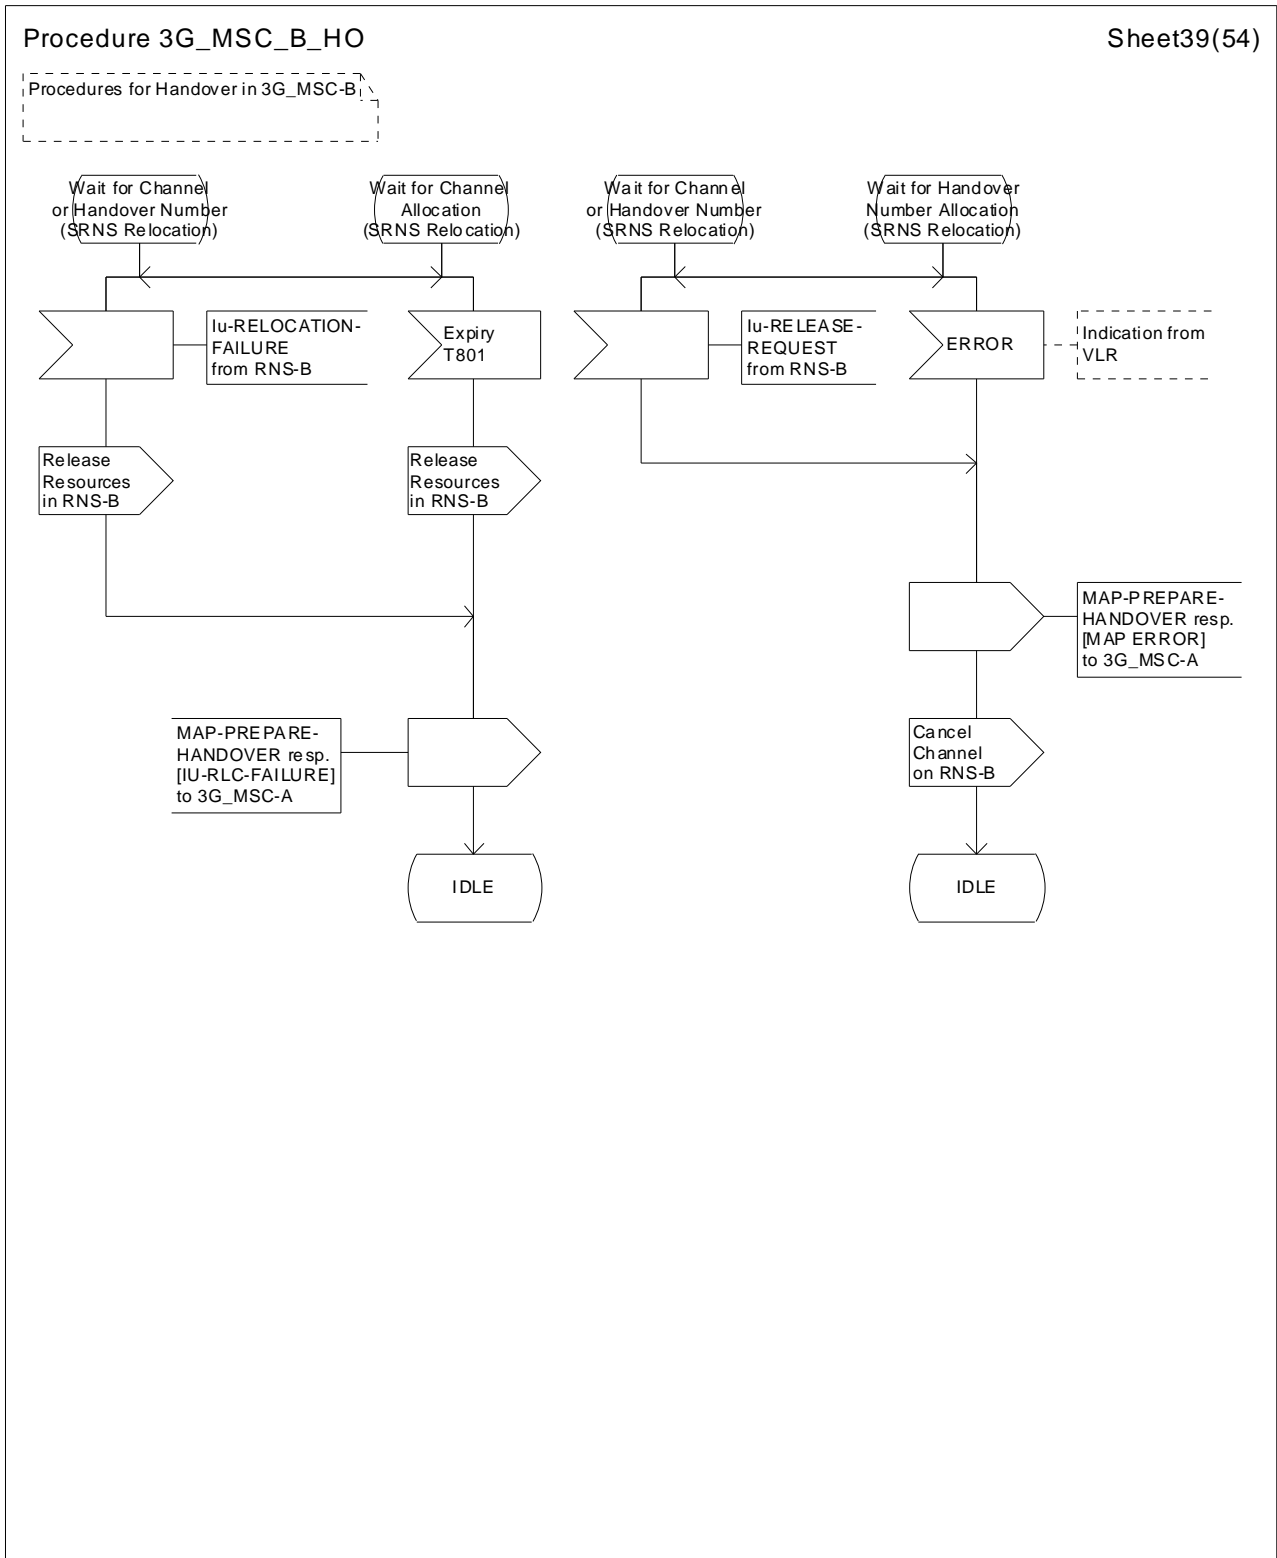 Procedure 3G_MSC_B_HO
Sheet39(54)
Procedures for Handover in 3G_MSC-B
Wait for Channel
or Handover Number
(SRNS Relocation)
Wait for Channel
Allocation
(SRNS Relocation)
Wait for Channel
or Handover Number
(SRNS Relocation)
Wait for Handover
Number Allocation
(SRNS Relocation)
Iu-RELOCATION-
FAILURE
from RNS-B
Expiry
T801
Iu-RELEASE-
REQUEST
from RNS-B
ERROR
Indication from
VLR
Release
Resources
in RNS-B
Release
Resources
in RNS-B
MAP-PREPARE-
HANDOVER resp.
[MAP ERROR]
to 3G_MSC-A
MAP-PREPARE-
HANDOVER resp.
[IU-RLC-FAILURE]
to 3G_MSC-A
Cancel
Channel
on RNS-B
IDLE
IDLE